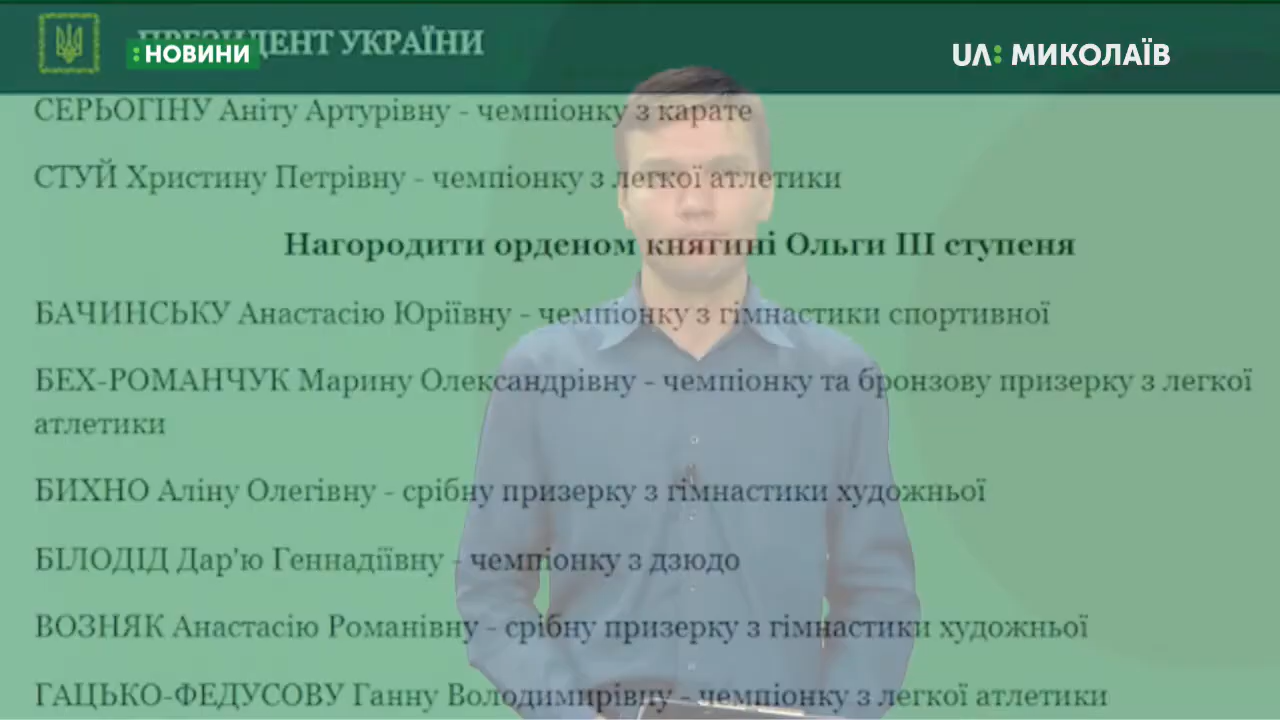 ПРЕЗИДЕНТ УКРАЇНИ
:НОВИНИ
UA: МИКОЛАЇВ
СЕРЬОГІНУ Аніту Артурівну - чемпіонку з карате
СТУЙ Христину Петрівну - чемпіонку з легкої атлетики
Нагородити орденом княгині Ольги III ступеня
БАЧИНСЬКУ Анастасію Юріївну - чемпіонку з гімнастики спортивної
БЕХ-РОМАНЧУК Марину Олександрівну - чемпіонку та бронзову призерку з легкої
атлетики
БИХНО Аліну Олегівну - срібну призерку з гімнастики художньої
БІЛОДІД Дар'ю Геннадіївну - чемпіонку з дзюдо
ВОЗНЯК Анастасію Романівну - срібну призерку з гімнастики художньої
ГАЦЬКО-ФЕДУСОВУ Ганну Володимирівну - чемпіонку з легкої атлетики